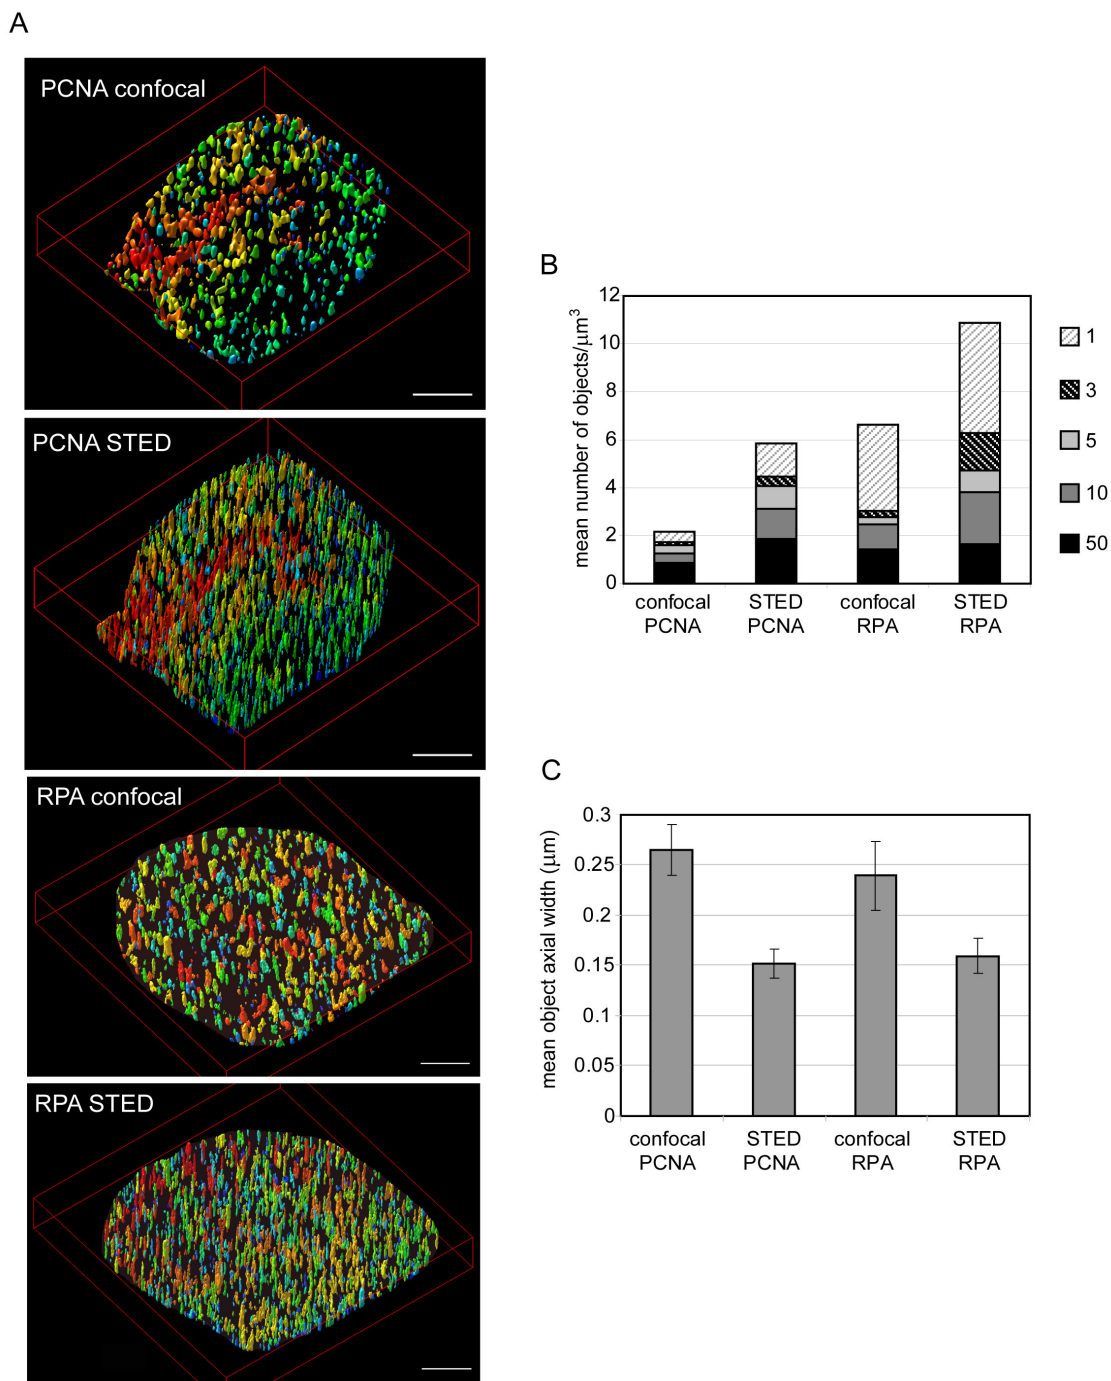 A
PCNA confocal
PCNA STED
RPA confocal
RPA STED
B
mean number of objects/μm³
12
10
8
6
4
2
0
confocal PCNA
STED PCNA
confocal RPA
STED RPA
1
3
5
10
50
C
mean object axial width (μm)
0.3
0.25
0.2
0.15
0.1
0.05
0
confocal PCNA
STED PCNA
confocal RPA
STED RPA